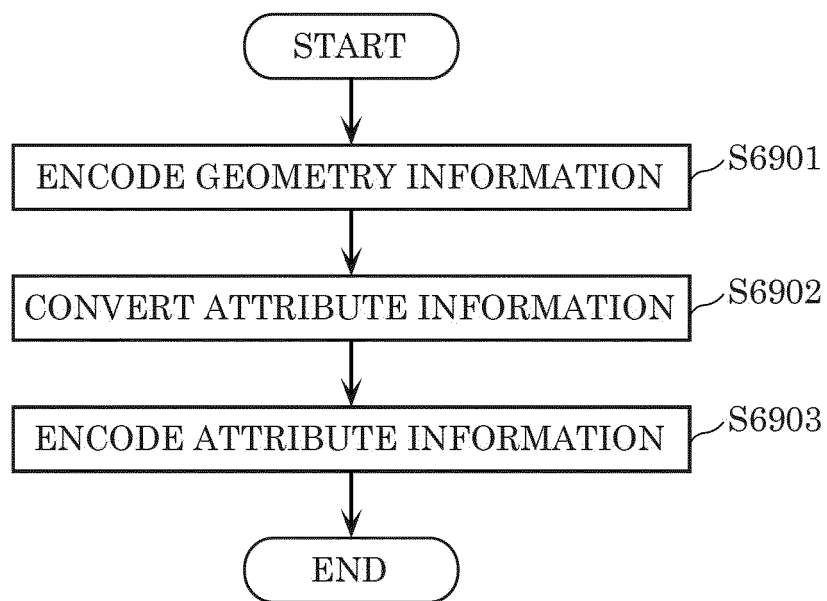 START
ENCODE GEOMETRY INFORMATION
S6901
CONVERT ATTRIBUTE INFORMATION
S6902
ENCODE ATTRIBUTE INFORMATION
S6903
END